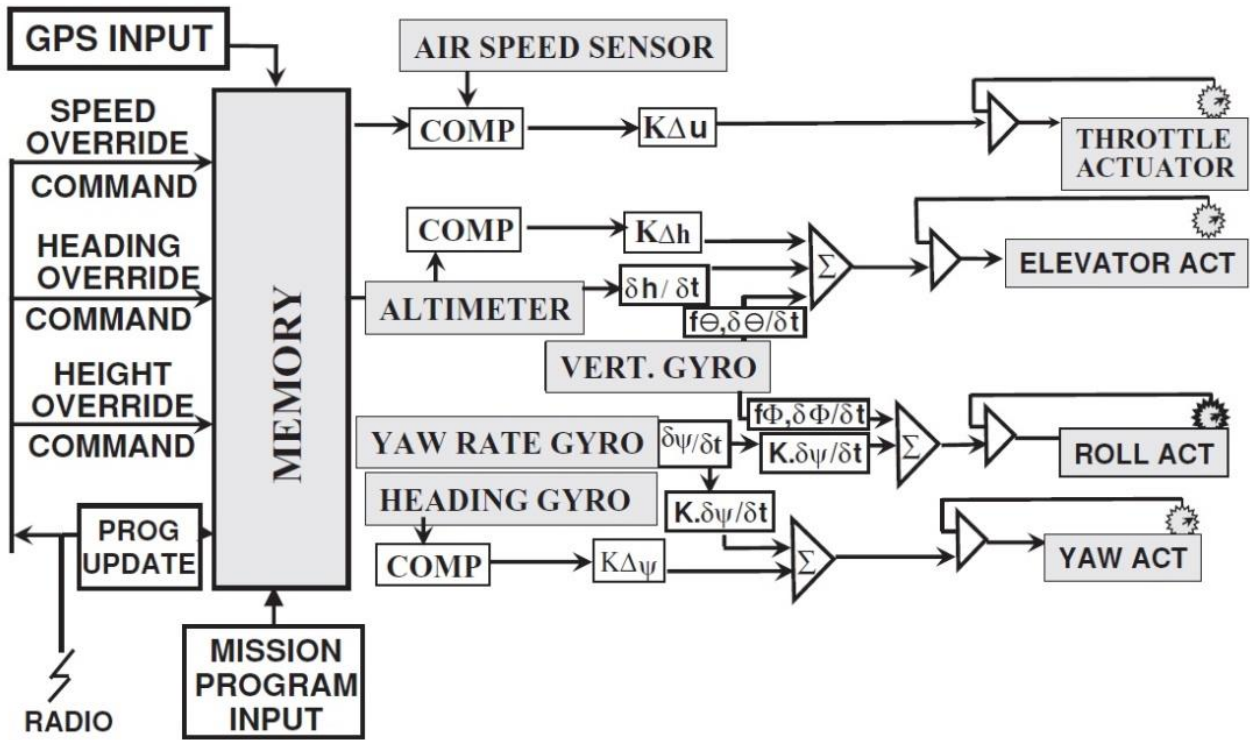 GPS INPUT
SPEED
OVERRIDE
COMMAND
HEADING
OVERRIDE
COMMAND
HEIGHT
OVERRIDE
COMMAND
PROG
UPDATE
RADIO
MISSION
PROGRAM
INPUT
MEMORY
AIR SPEED SENSOR
COMP
KΔu
THROTTLE
ACTUATOR
COMP
KΔh
ALTIMETER
δh/ δt
Σ
ELEVATOR ACT
fΘ,δΘ/δt
VERT. GYRO
fΦ,δΦ/δt
YAW RATE GYRO
δψ/δt
K.δψ/δt
Σ
ROLL ACT
HEADING GYRO
K.δψ/δt
COMP
KΔψ
Σ
YAW ACT